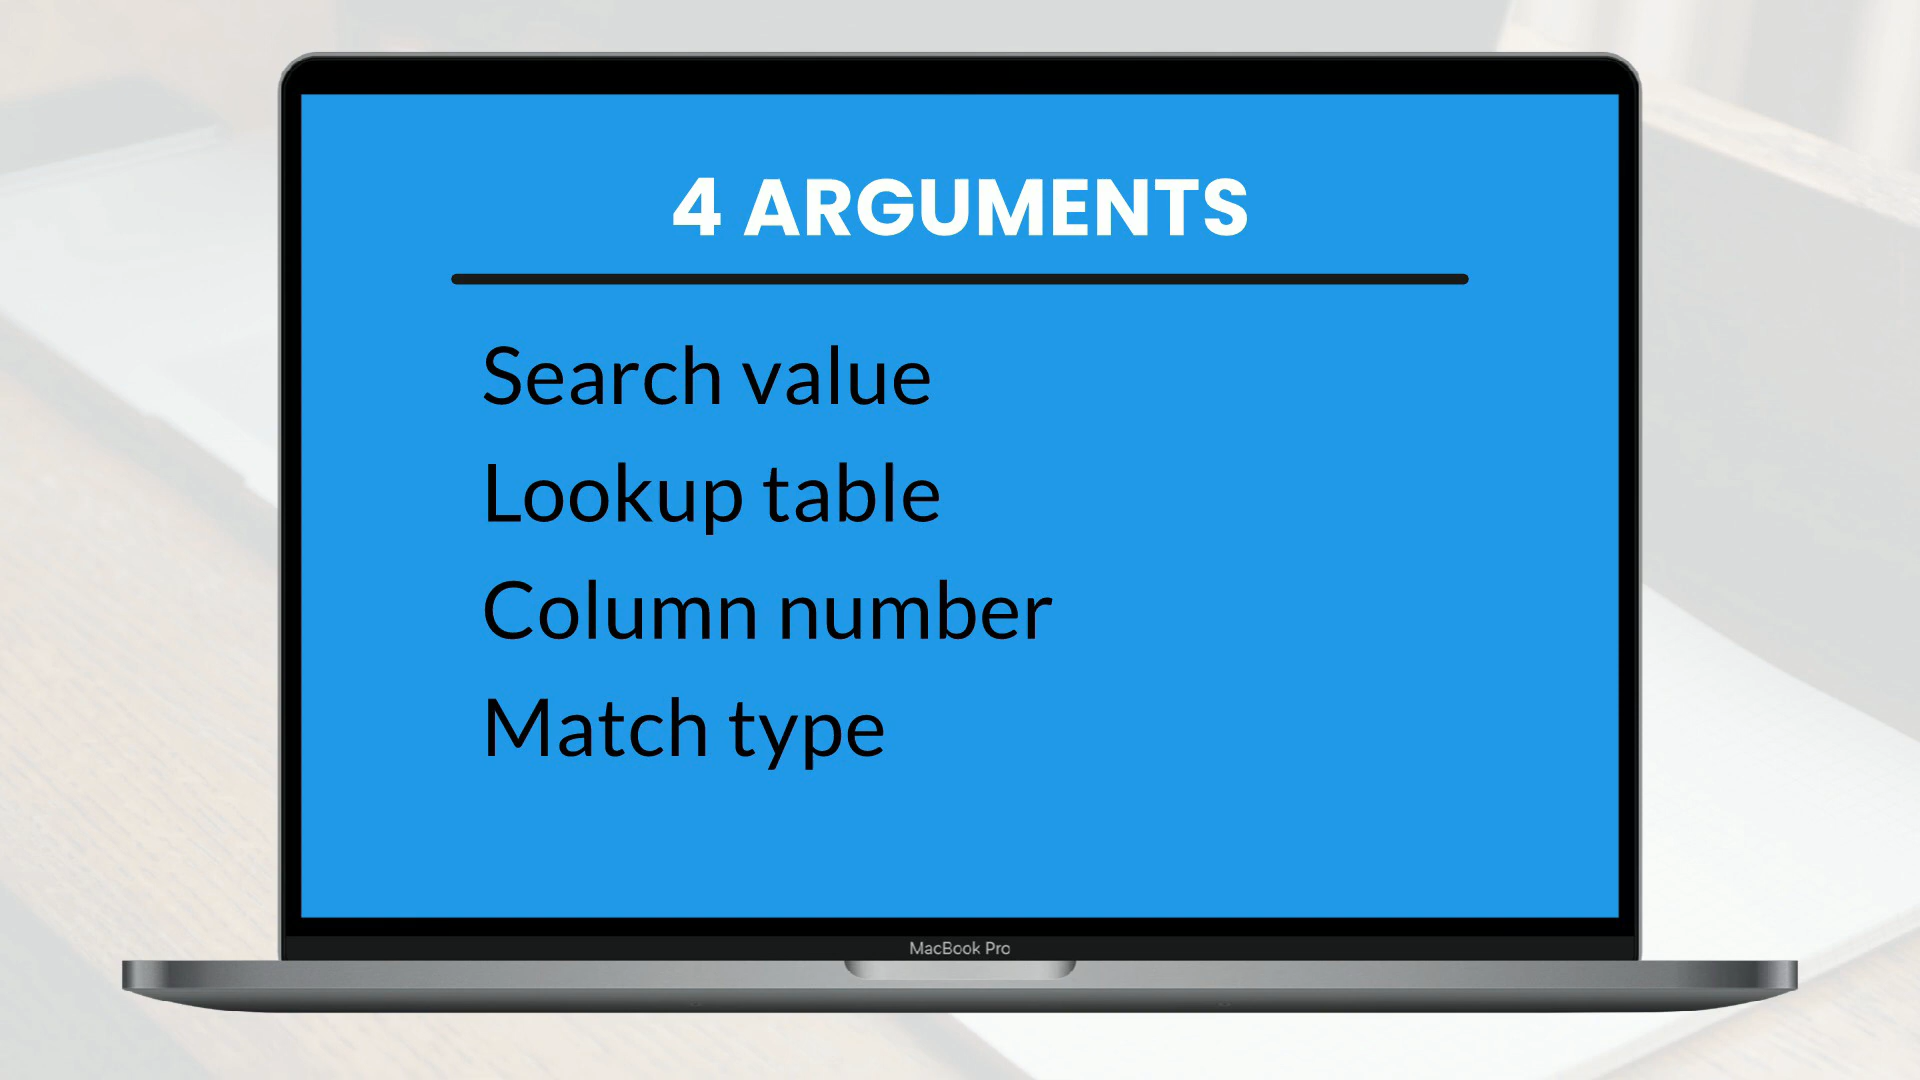 4 ARGUMENTS
Search value
Lookup table
Column number
Match type
MacBook Pro